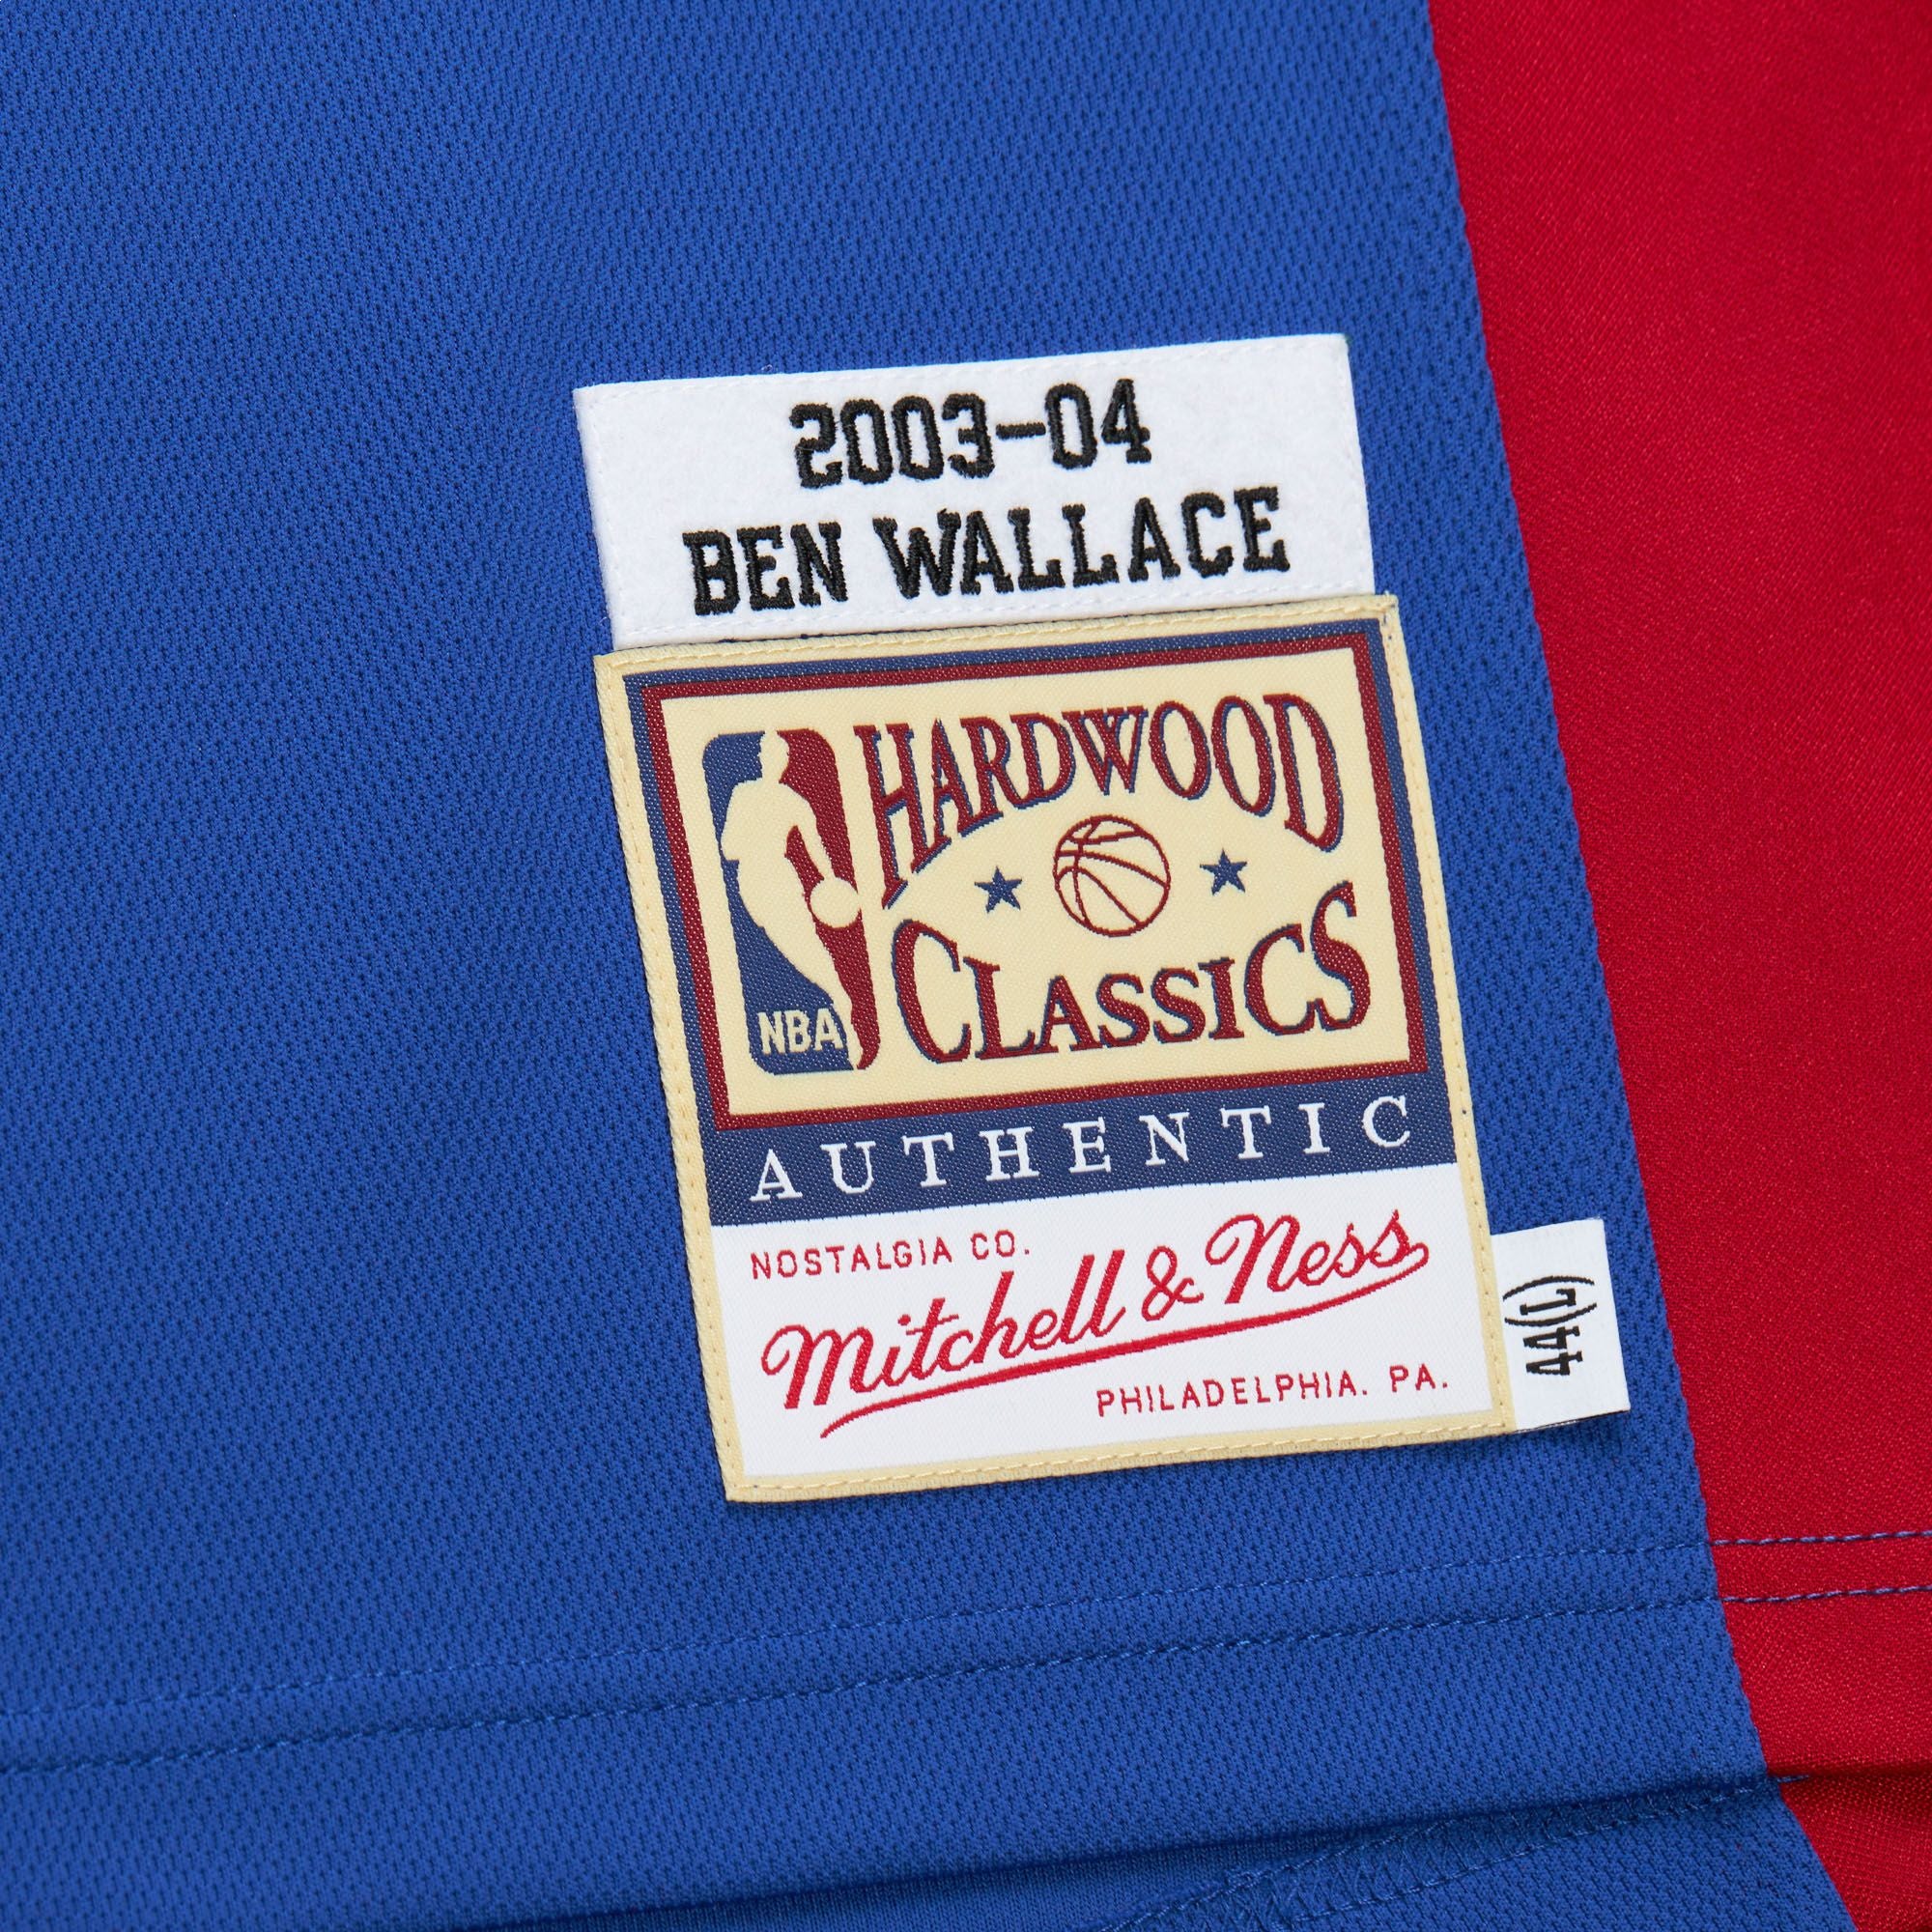 2003-04
BEN WALLACE
HARDWOOD
CLASSICS
NBA
AUTHENTIC
NOSTALGIA CO.
Mitchell & Ness
PHILADELPHIA. PA.
44(L)